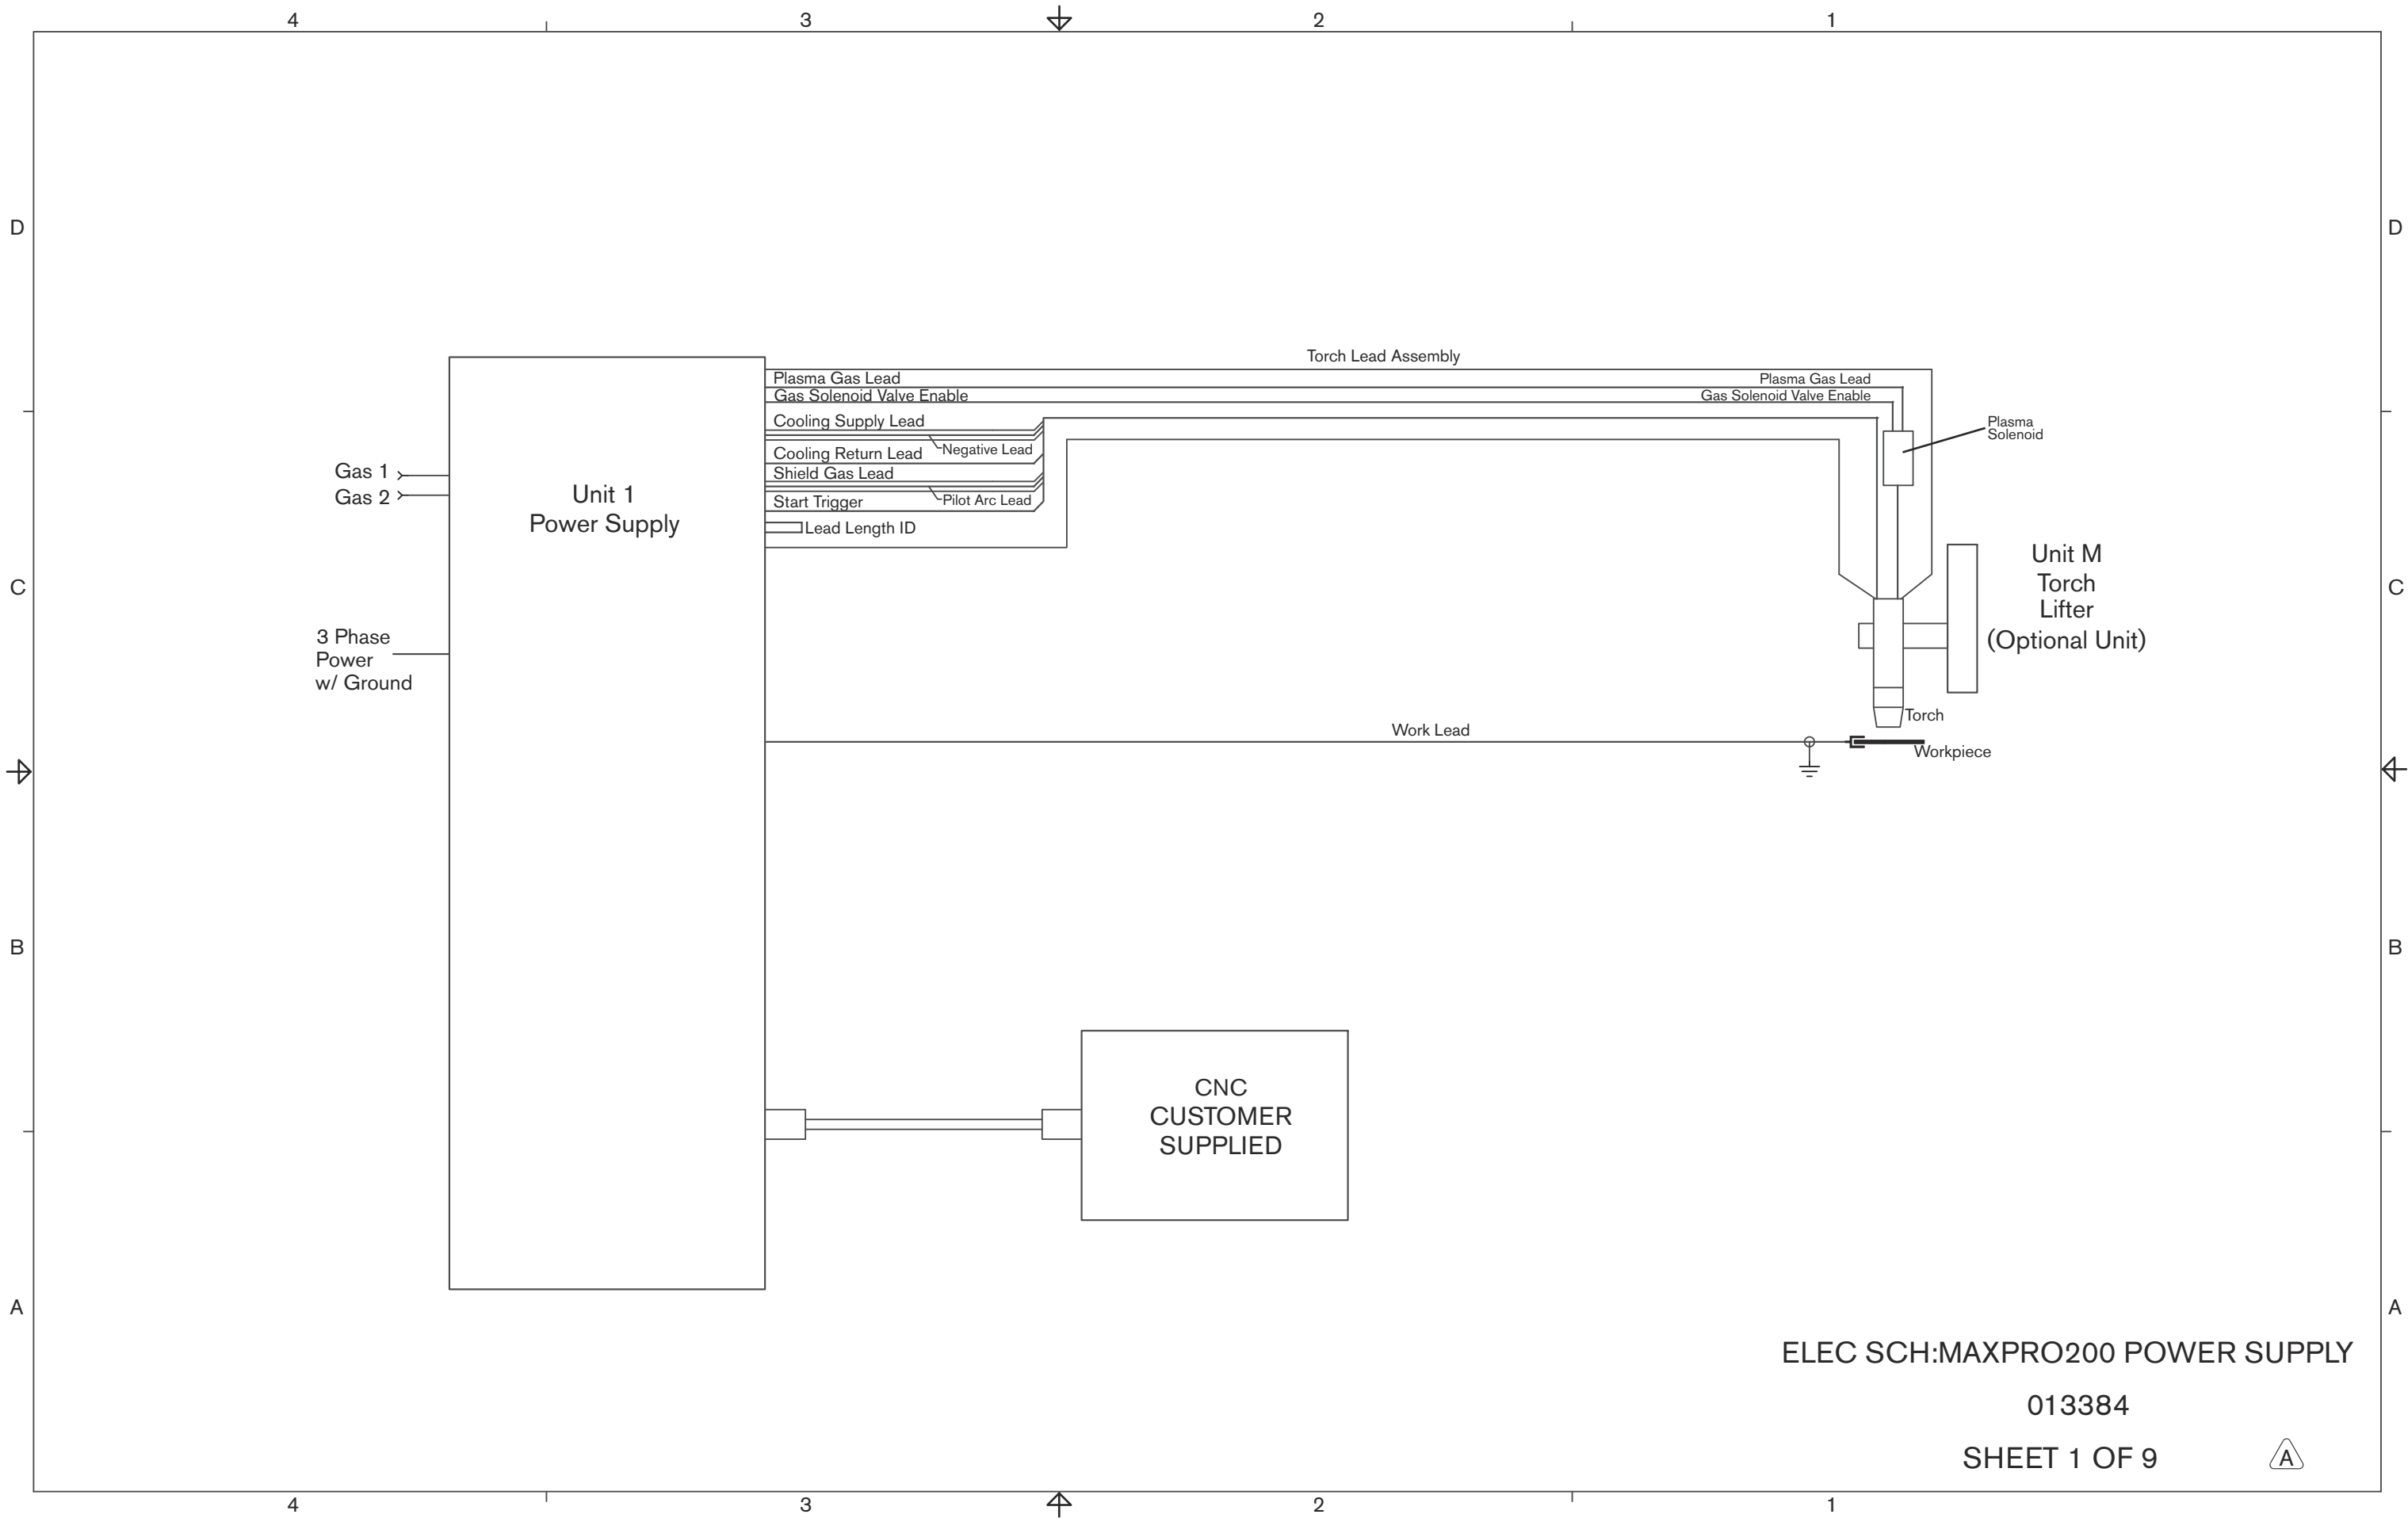 4 3 2 1
D D
Torch Lead Assembly
Plasma Gas Lead Plasma Gas Lead
Gas Solenoid Valve Enable Gas Solenoid Valve Enable
Cooling Supply Lead
Plasma
Solenoid
Negative Lead
Cooling Return Lead
Shield Gas Lead
Pilot Arc Lead
Start Trigger
Lead Length ID
Gas 1
Gas 2
Unit 1
Power Supply
Unit M
Torch
Lifter
(Optional Unit)
C C
3 Phase
Power
w/ Ground
Torch
Work Lead
Workpiece
B B
CNC
CUSTOMER
SUPPLIED
A A
ELEC SCH:MAXPRO200 POWER SUPPLY
013384
SHEET 1 OF 9 A
4 3 2 1